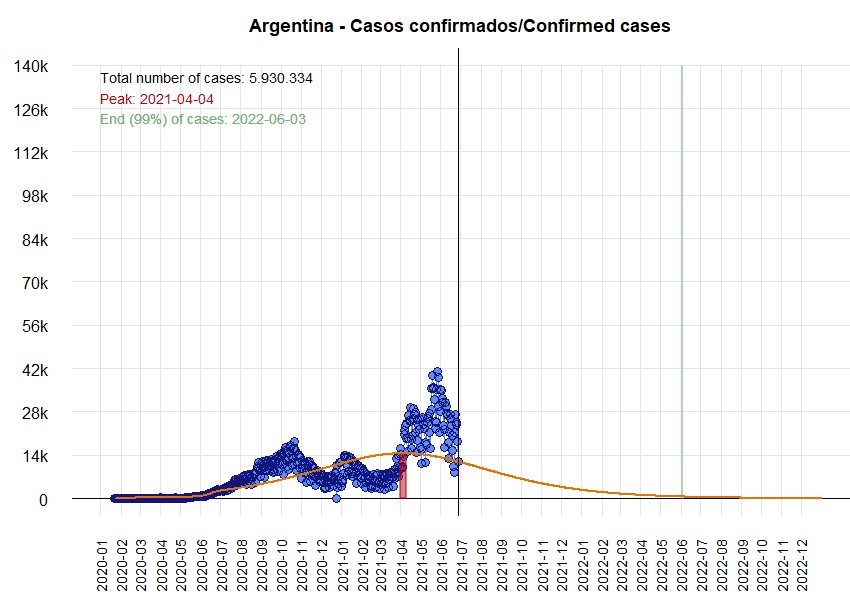 Argentina - Casos confirmados/Confirmed cases
Total number of cases: 5.930.334
Peak: 2021-04-04
End (99%) of cases: 2022-06-03
140k
126k
112k
98k
84k
70k
56k
42k
28k
14k
0
2020-01
2020-02
2020-03
2020-04
2020-05
2020-06
2020-07
2020-08
2020-09
2020-10
2020-11
2020-12
2021-01
2021-02
2021-03
2021-04
2021-05
2021-06
2021-07
2021-08
2021-09
2021-10
2021-11
2021-12
2022-01
2022-02
2022-03
2022-04
2022-05
2022-06
2022-07
2022-08
2022-09
2022-10
2022-11
2022-12